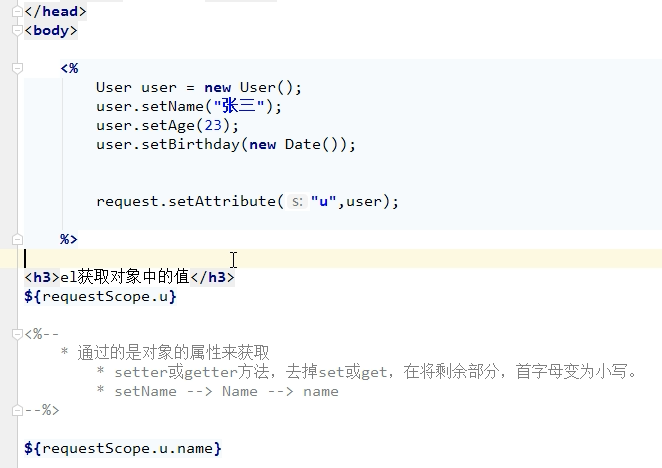 </head>
<body>
<%
User user = new User();
user.setName("张三");
user.setAge(23);
user.setBirthday(new Date());
request.setAttribute( s: "u",user);
%>
<h3>el获取对象中的值</h3>
${requestScope.u}
<%--
* 通过的是对象的属性来获取
* setter或getter方法，去掉set或get，在将剩余部分，首字母变为小写。
* setName --> Name --> name
--%>
${requestScope.u.name}